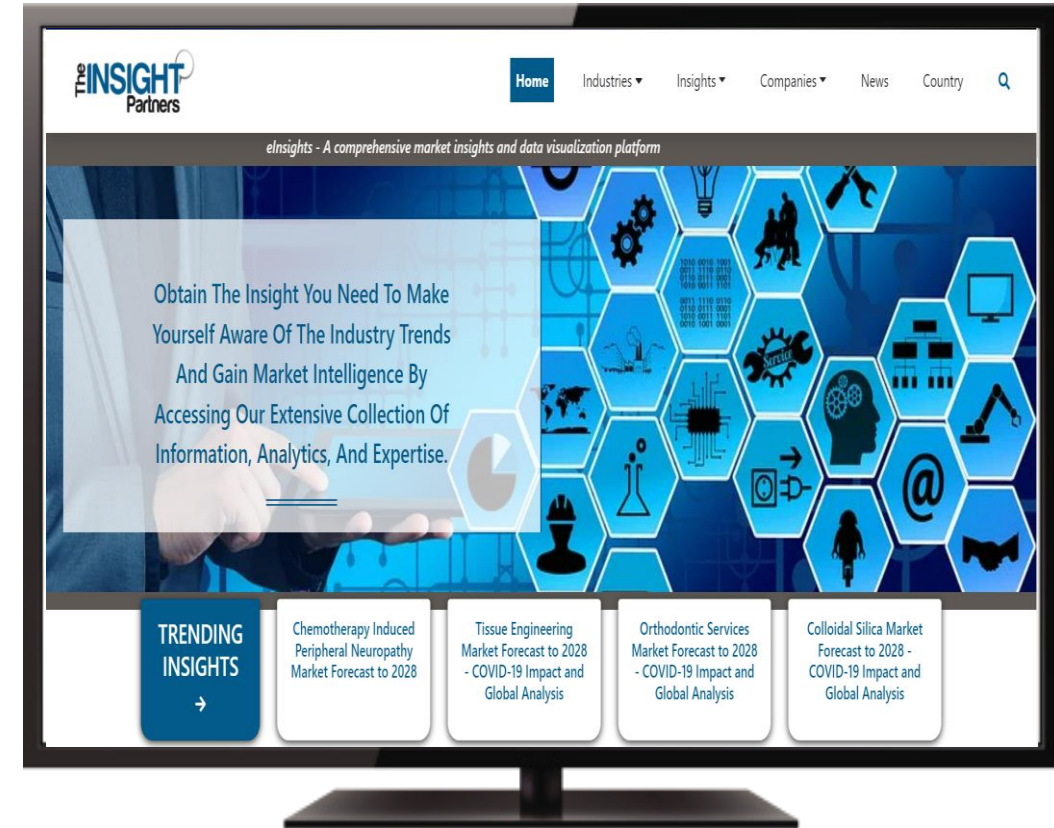 The INSIGHT
Partners
Home Industries Insights Companies News Country
eInsights - A comprehensive market insights and data visualization platform
Obtain The Insight You Need To Make
Yourself Aware Of The Industry Trends
And Gain Market Intelligence By
Accessing Our Extensive Collection Of
Information, Analytics, And Expertise.
1010 0010 1001
0011 1110 0110
0110 0111 0001
1010 0011 1101
0011 1110 0110
0110 0111 0001
1010 0011 1101
0010 1001 0001
Service
@
TRENDING
INSIGHTS
Chemotherapy Induced
Peripheral Neuropathy
Market Forecast to 2028
Tissue Engineering
Market Forecast to 2028
- COVID-19 Impact and
Global Analysis
Orthodontic Services
Market Forecast to 2028
- COVID-19 Impact and
Global Analysis
Colloidal Silica Market
Forecast to 2028 -
COVID-19 Impact and
Global Analysis